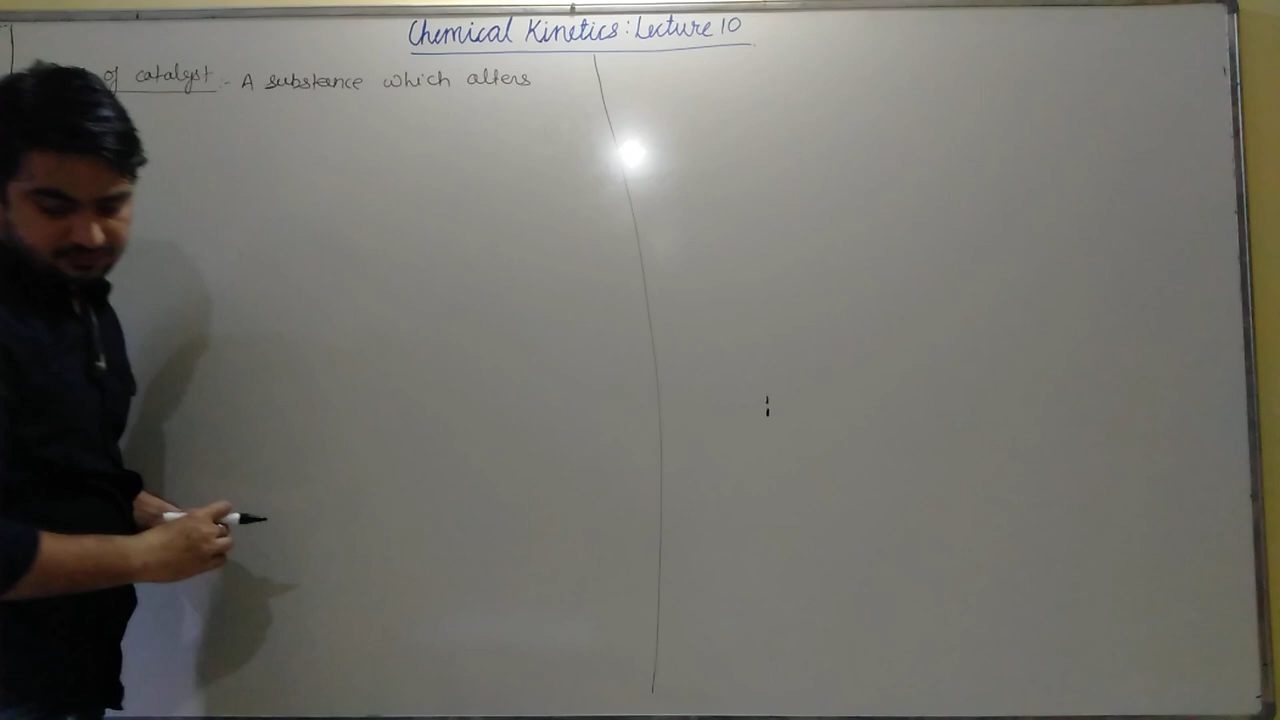 Chemical Kinetics: Lecture 10
of catalyst :- A substance which alters